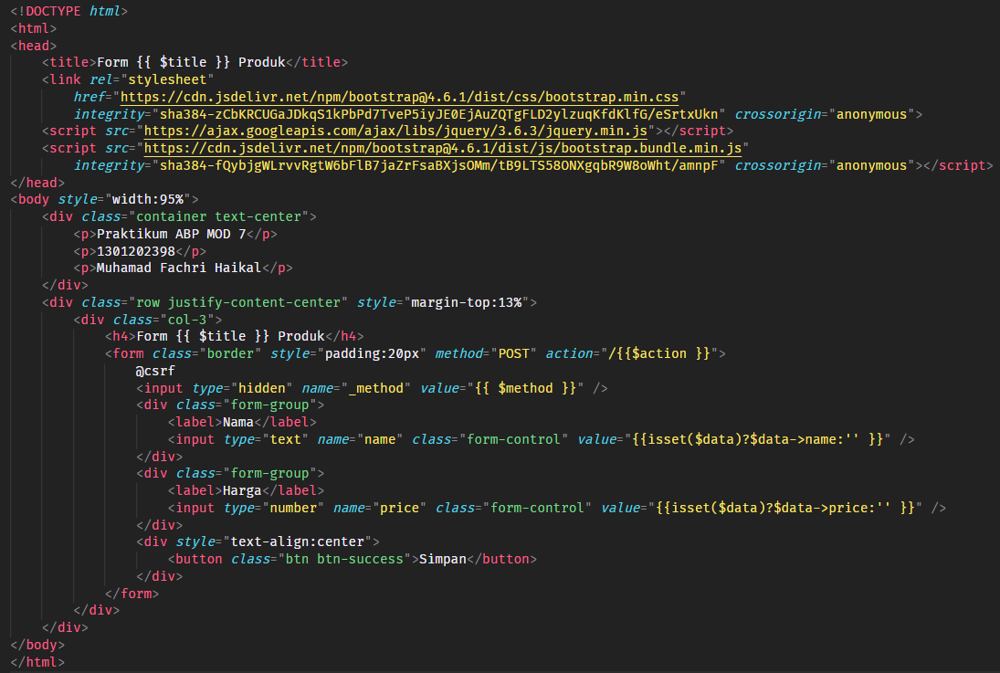 <!DOCTYPE html>
<html>
<head>
    <title>Form {{ $title }} Produk</title>
    <link rel="stylesheet"
        href="https://cdn.jsdelivr.net/npm/bootstrap@4.6.1/dist/css/bootstrap.min.css"
        integrity="sha384-zCbKRCUGaJDkqS1kPbPd7TveP5iyJE0EjAuZQTgFLD2ylzuqKfdKlfG/eSrtxUkn" crossorigin="anonymous">
    <script src="https://ajax.googleapis.com/ajax/libs/jquery/3.6.3/jquery.min.js"></script>
    <script src="https://cdn.jsdelivr.net/npm/bootstrap@4.6.1/dist/js/bootstrap.bundle.min.js"
        integrity="sha384-fQybjgWLrvvRgtW6bFlB7jaZrFsaBXjsOMm/tB9LTS58ONXgqbR9W8oWht/amnpF" crossorigin="anonymous"></script>
</head>
<body style="width:95%">
    <div class="container text-center">
        <p>Praktikum ABP MOD 7</p>
        <p>1301202398</p>
        <p>Muhamad Fachri Haikal</p>
    </div>
    <div class="row justify-content-center" style="margin-top:13%">
        <div class="col-3">
            <h4>Form {{ $title }} Produk</h4>
            <form class="border" style="padding:20px" method="POST" action="/{{$action }}">
                @csrf
                <input type="hidden" name="_method" value="{{ $method }}" />
                <div class="form-group">
                    <label>Nama</label>
                    <input type="text" name="name" class="form-control" value="{{isset($data)?$data->name:'' }}" />
                </div>
                <div class="form-group">
                    <label>Harga</label>
                    <input type="number" name="price" class="form-control" value="{{isset($data)?$data->price:'' }}" />
                </div>
                <div style="text-align:center">
                    <button class="btn btn-success">Simpan</button>
                </div>
            </form>
        </div>
    </div>
</body>
</html>